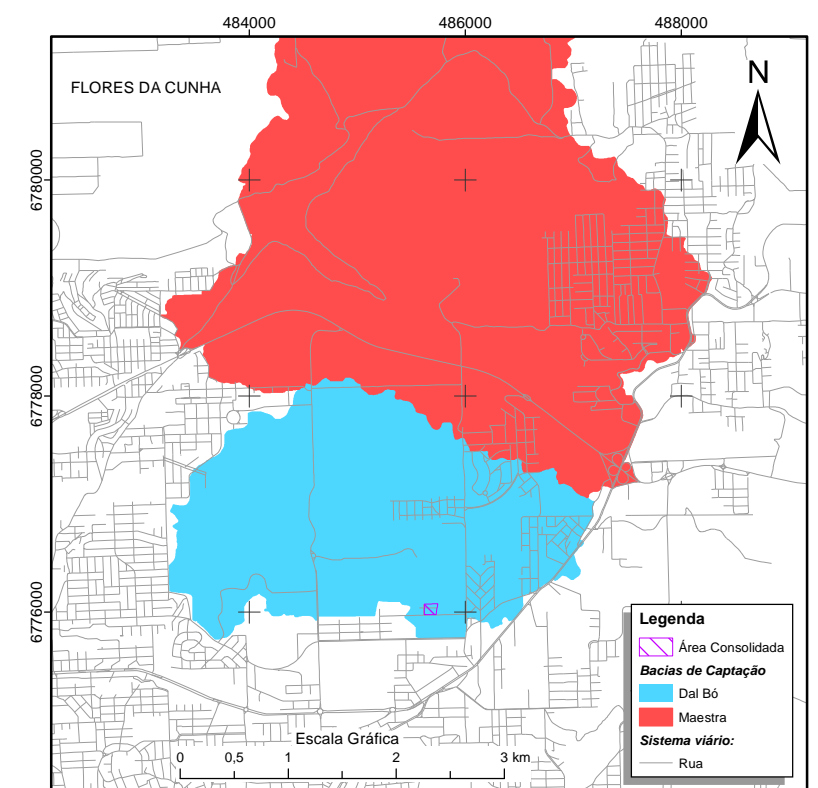 484000 486000 488000
FLORES DA CUNHA
N
6780000
6778000
6776000
Legenda
Área Consolidada
Bacias de Captação
Dal Bó
Maestra
Sistema viário:
Rua
Escala Gráfica
0 0,5 1 2 3 km